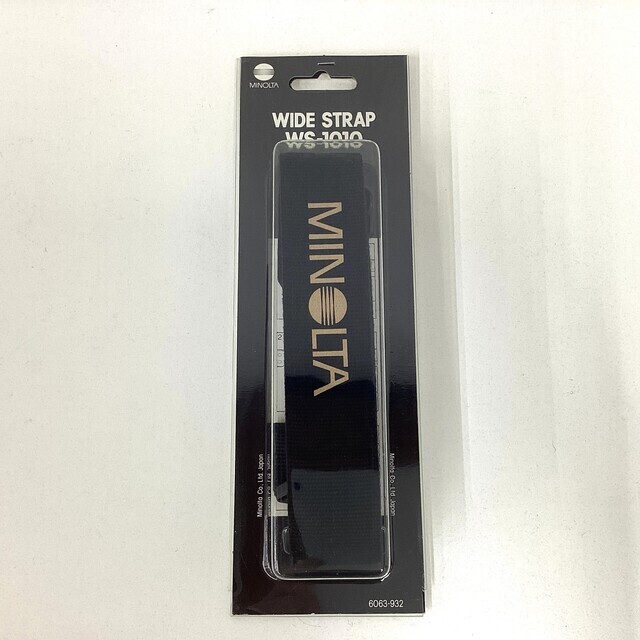 MINOLTA
WIDE STRAP
WS-1010
MINOLTA
Minolta Co., Ltd. Japan
Minolta Co., Ltd. Japan
6063-932